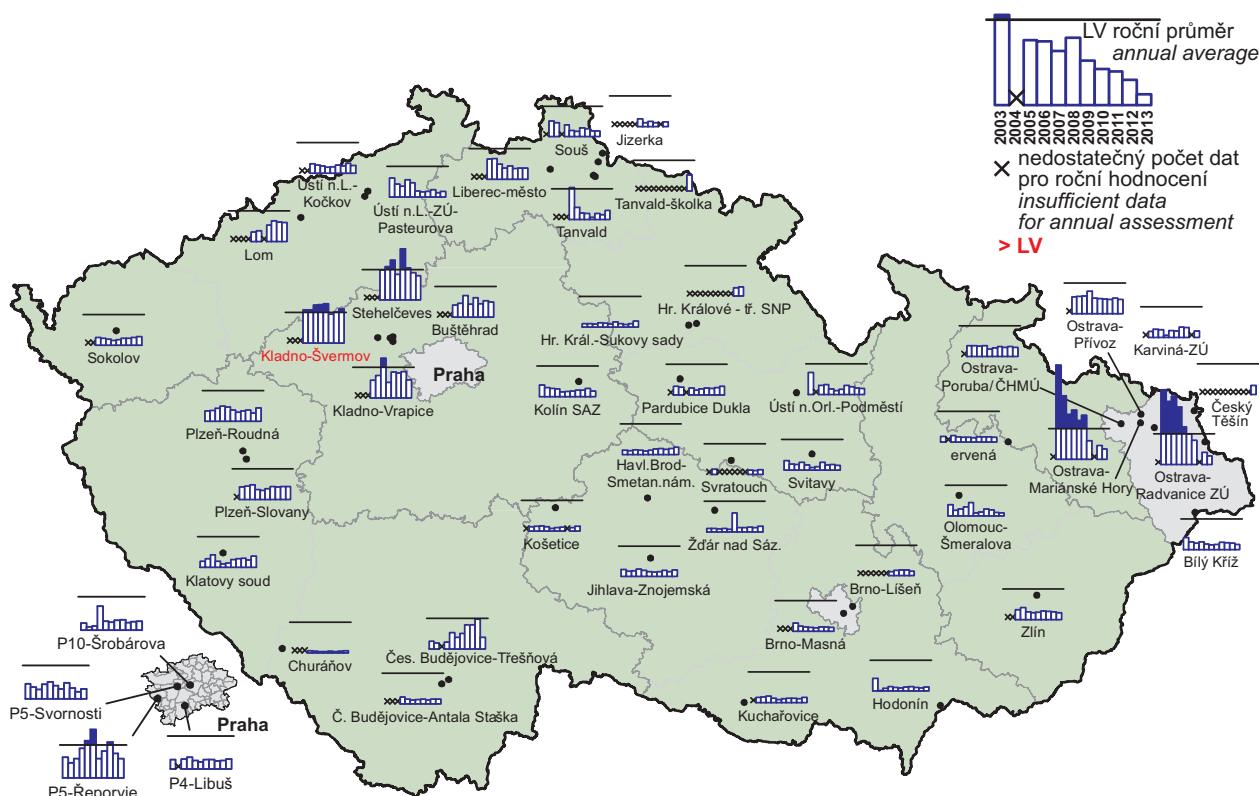 LV roční průměr
annual average
2003
2004
2005
2006
2007
2008
2009
2010
2011
2012
2013
nedostatečný počet dat
pro roční hodnocení
insufficient data
for annual assessment
> LV
Jizerka
Souš
Ústí n.L.-
Kočkov
Liberec-město
Tanvald-školka
Ústí n.L.-ZÚ-
Pasteurova
Tanvald
Lom
Stehelčeves
Buštěhrad
Hr. Králové - tř. SNP
Hr. Král.-Sukovy sady
Sokolov
Kladno-Švermov
Praha
Kladno-Vrapice
Kolín SAZ
Pardubice Dukla
Ústí n.Orl.-Podměstí
Ostrava-
Přívoz
Karviná-ZÚ
Ostrava-
Poruba/ČHMÚ
Český
Těšín
Plzeň-Roudná
Havl.Brod-
Smetan.nám.
Svratouch
Svitavy
ervená
Ostrava-
Mariánské Hory
Ostrava-
Radvanice ZÚ
Plzeň-Slovany
Košetice
Žďár nad Sáz.
Olomouc-
Šmeralova
Bílý Kříž
Klatovy soud
Jihlava-Znojemská
Brno-Líšeň
Zlín
Brno-Masná
P10-Šrobárova
Churáňov
Čes. Budějovice-Třešňová
Č. Budějovice-Antala Staška
Kuchařovice
Hodonín
P5-Svornosti
Praha
P4-Libuš
P5-Řeporyje